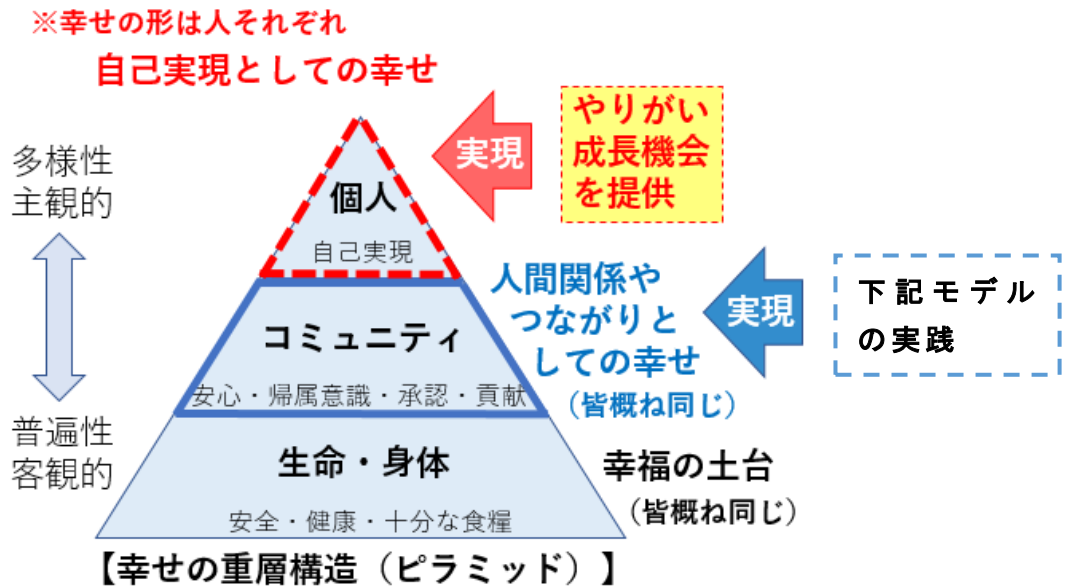 ※幸せの形は人それぞれ
自己実現としての幸せ
やりがい
成長機会
を提供
実現
多様性
主観的
個人
自己実現
人間関係や
つながりと
しての幸せ
（皆概ね同じ）
実現
下記モデル
の実践
コミュニティ
安心・帰属意識・承認・貢献
普遍性
客観的
生命・身体
安全・健康・十分な食糧
幸福の土台
（皆概ね同じ）
【幸せの重層構造（ピラミッド）】